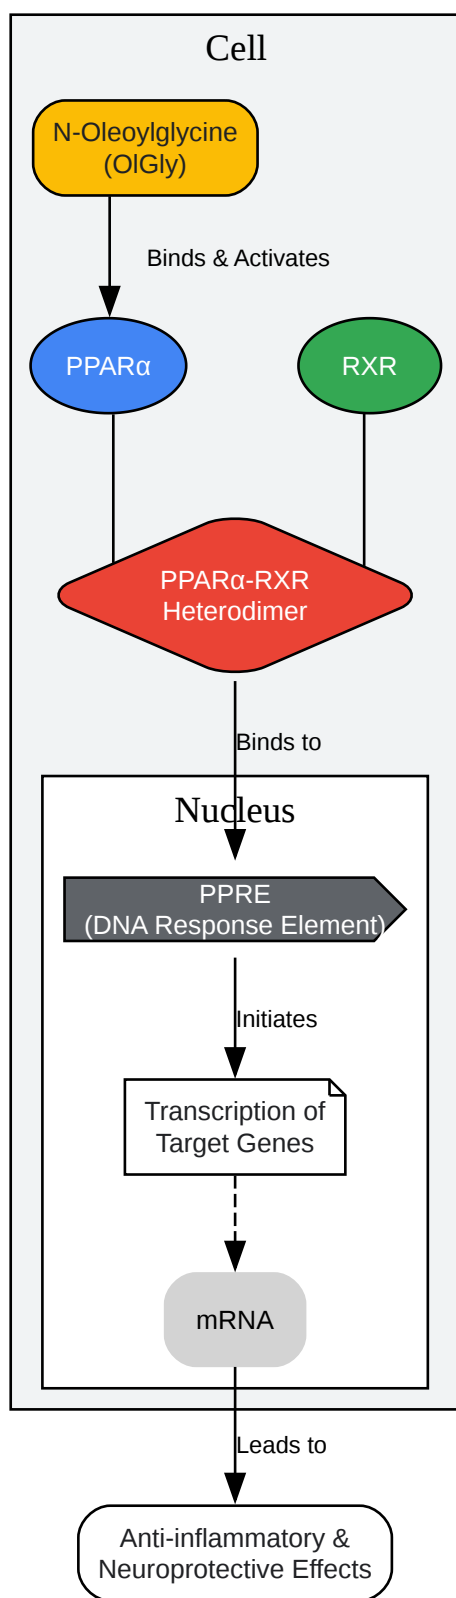 Cell
N-Oleoylglycine
(OlGly)
Binds & Activates
PPARα
RXR
PPARα-RXR
Heterodimer
Binds to
Nucleus
PPRE
(DNA Response Element)
Initiates
Transcription of
Target Genes
mRNA
Leads to
Anti-inflammatory &
Neuroprotective Effects